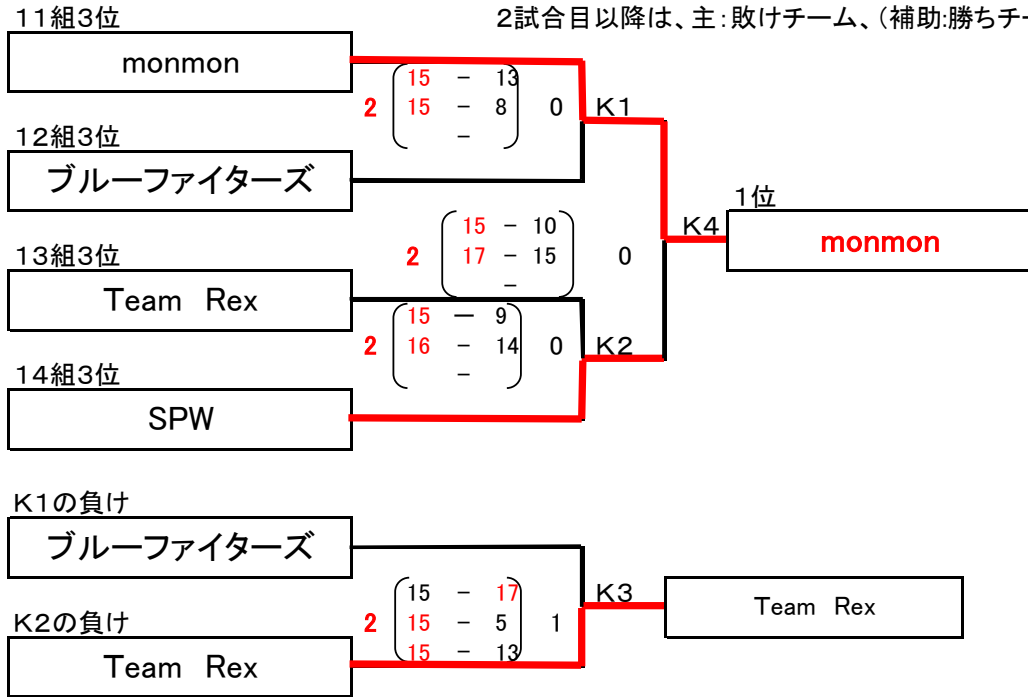 11組3位
2試合目以降は、主:敗けチーム、(補助:勝ちチー
monmon
15 － 13
2 15 － 8 0 K1
－
12組3位
ブルーファイターズ
1位
15 － 10
K4 monmon
2 17 － 15 0
－
13組3位
Team Rex
15 ー 9
2 16 － 14 0 K2
－
14組3位
SPW
K1の負け
ブルーファイターズ
15 － 17 K3
2 15 － 5 1
15 － 13
Team Rex
K2の負け
Team Rex